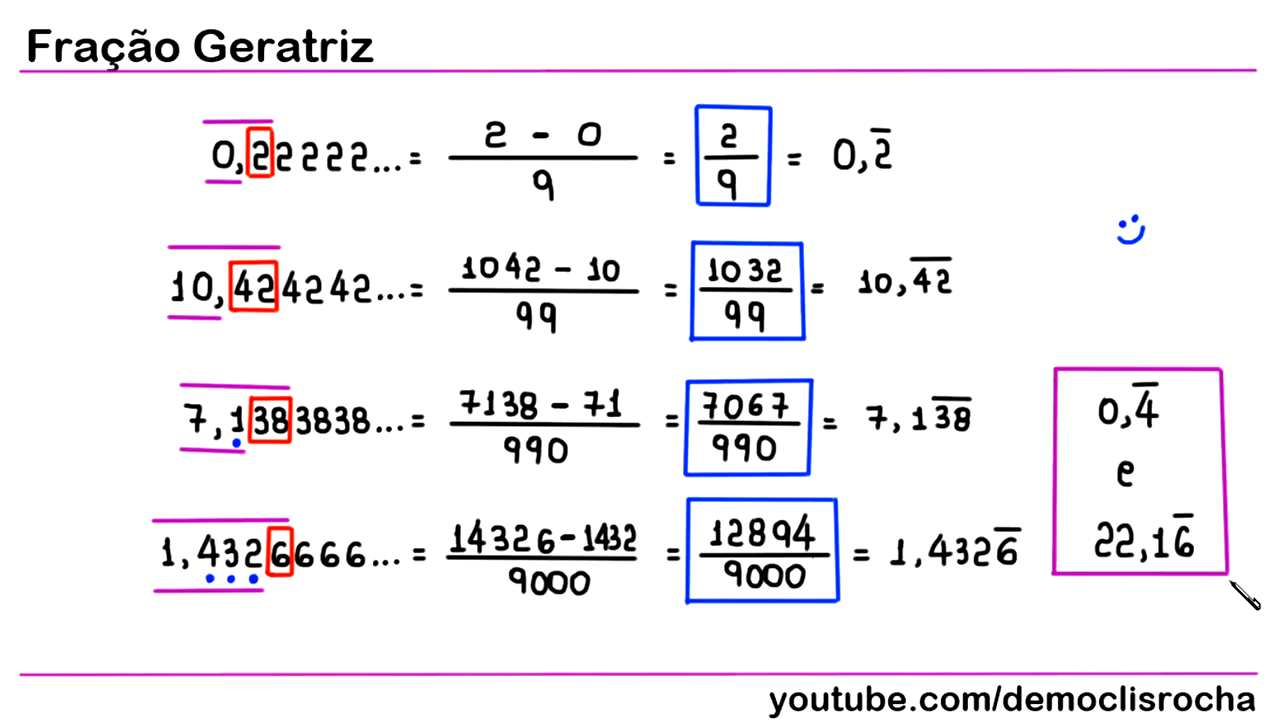 Fração Geratriz
0,22222... = (2 - 0)/9 = 2/9 = 0,2̅
10,424242... = (1042 - 10)/99 = 1032/99 = 10,4̅2̅
7,1383838... = (7138 - 71)/990 = 7067/990 = 7,13̅8̅
1,4326666... = (14326 - 1432)/9000 = 12894/9000 = 1,4326̅
0,4̅
e
22,16̅
youtube.com/democlisrocha